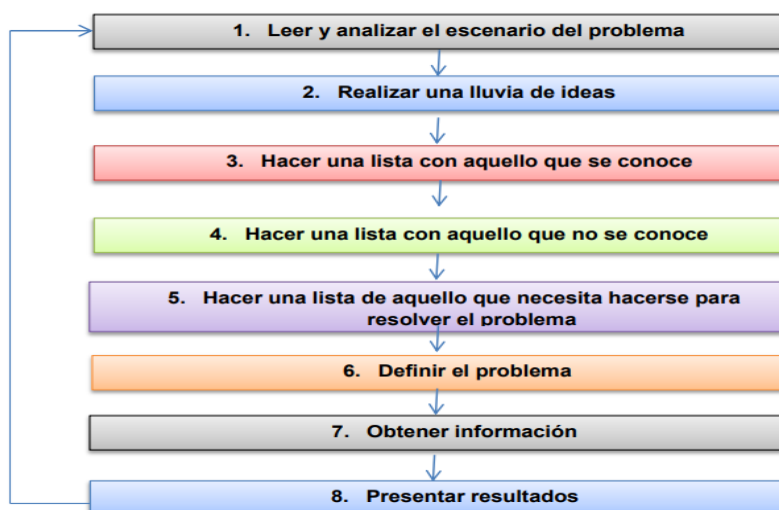 1. Leer y analizar el escenario del problema
2. Realizar una lluvia de ideas
3. Hacer una lista con aquello que se conoce
4. Hacer una lista con aquello que no se conoce
5. Hacer una lista de aquello que necesita hacerse para
resolver el problema
6. Definir el problema
7. Obtener información
8. Presentar resultados